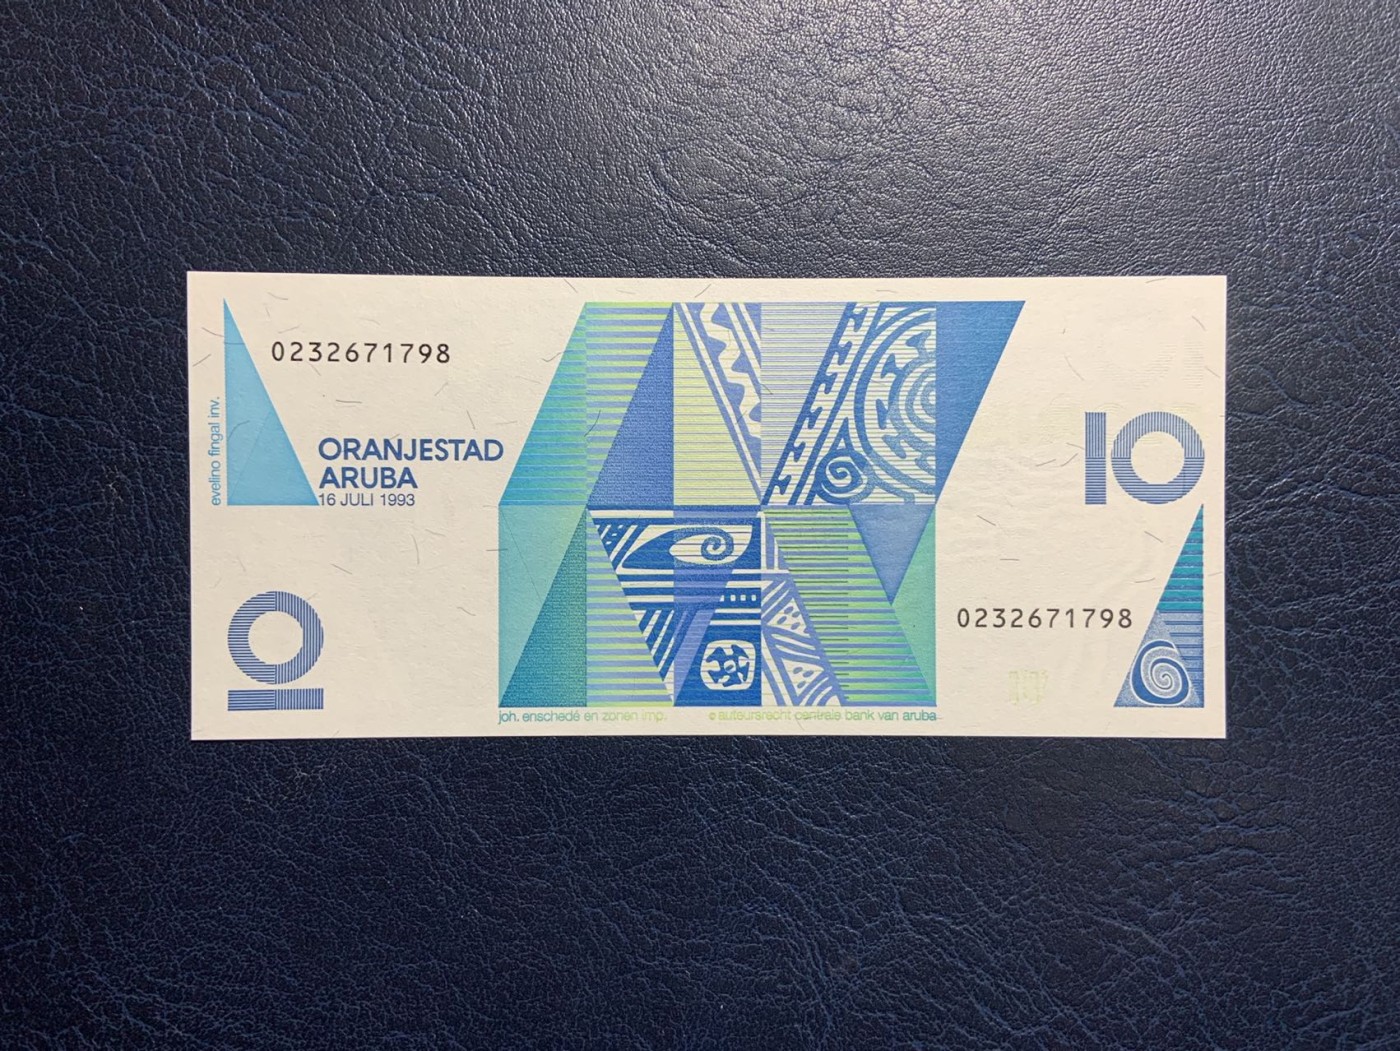 0232671798
evelino fingal inv.
ORANJESTAD
ARUBA
16 JULI 1993
10
10
0232671798
joh. enschedé en zonen imp.
© auteursrecht centrale bank van aruba